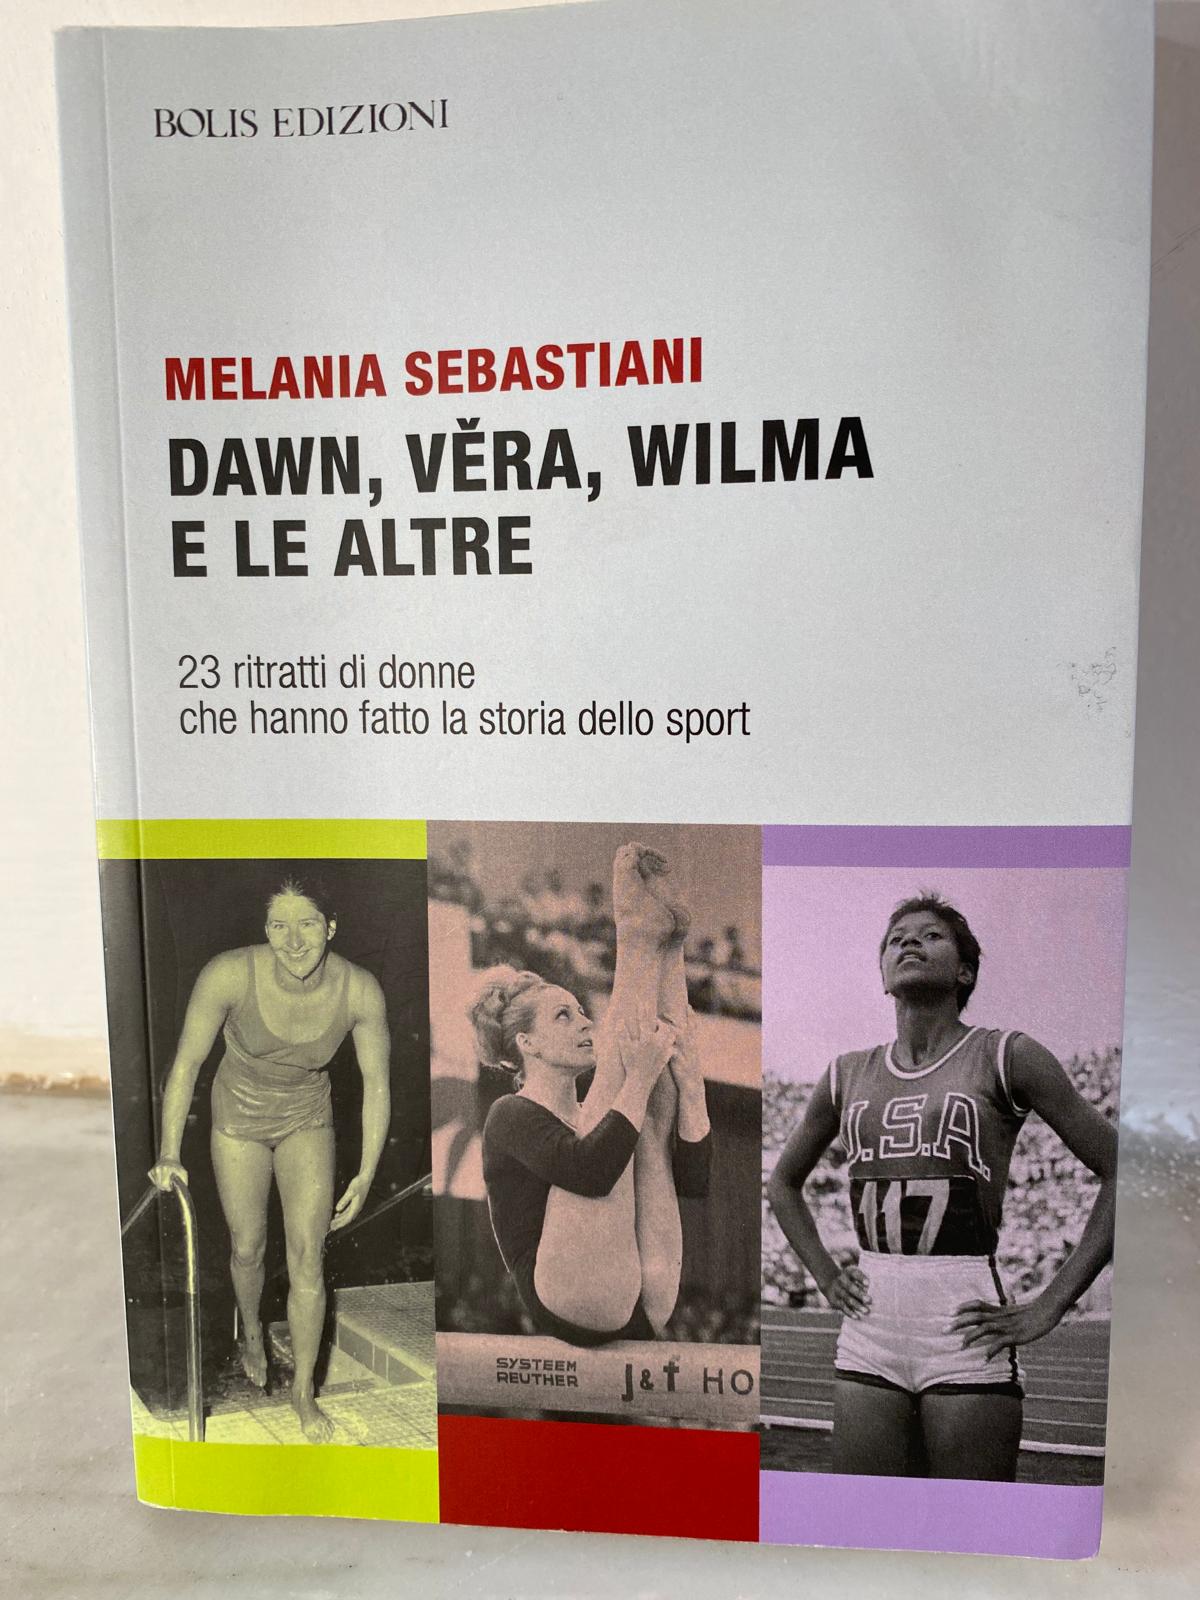 BOLIS EDIZIONI
MELANIA SEBASTIANI
DAWN, VĚRA, WILMA
E LE ALTRE
23 ritratti di donne
che hanno fatto la storia dello sport
SYSTEEM
REUTHER
j&t HO
U.S.A.
117